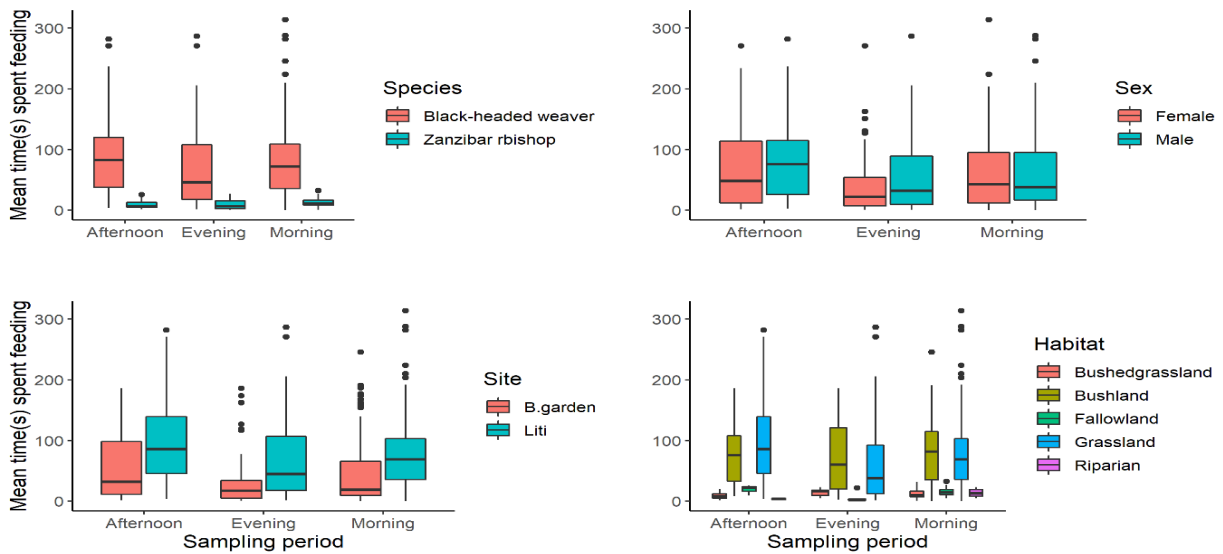 Mean time(s) spent feeding
300
200
100
0
Afternoon Evening Morning
Species
Black-headed weaver
Zanzibar rbishop
300
200
100
0
Afternoon Evening Morning
Sex
Female
Male
Mean time(s) spent feeding
300
200
100
0
Afternoon Evening Morning
Sampling period
Site
B.garden
Liti
300
200
100
0
Afternoon Evening Morning
Sampling period
Habitat
Bushedgrassland
Bushland
Fallowland
Grassland
Riparian